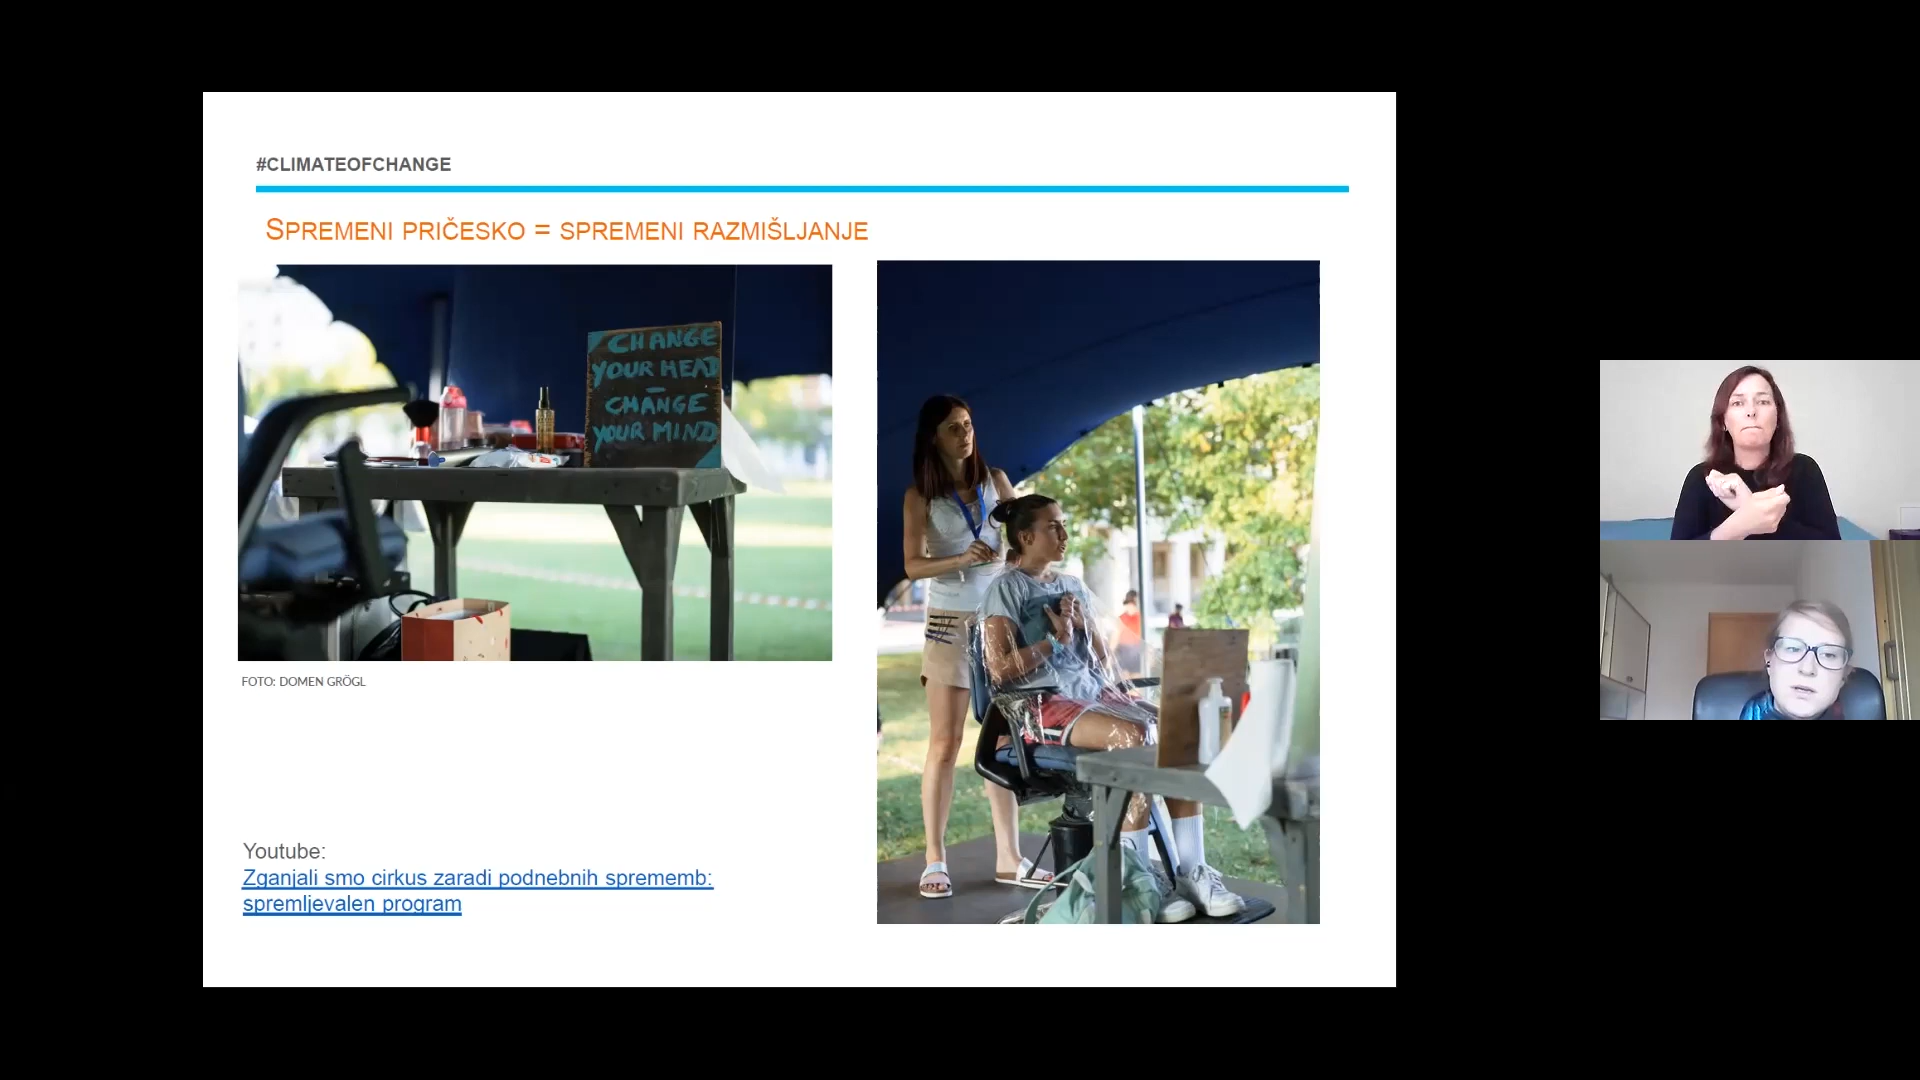 #CLIMATEOFCHANGE
SPREMENI PRIČESKO = SPREMENI RAZMIŠLJANJE
CHANGE
YOUR HEAD
=
CHANGE
YOUR MIND
FOTO: DOMEN GRÖGL
Youtube:
Zganjali smo cirkus zaradi podnebnih sprememb:
spremljevalen program